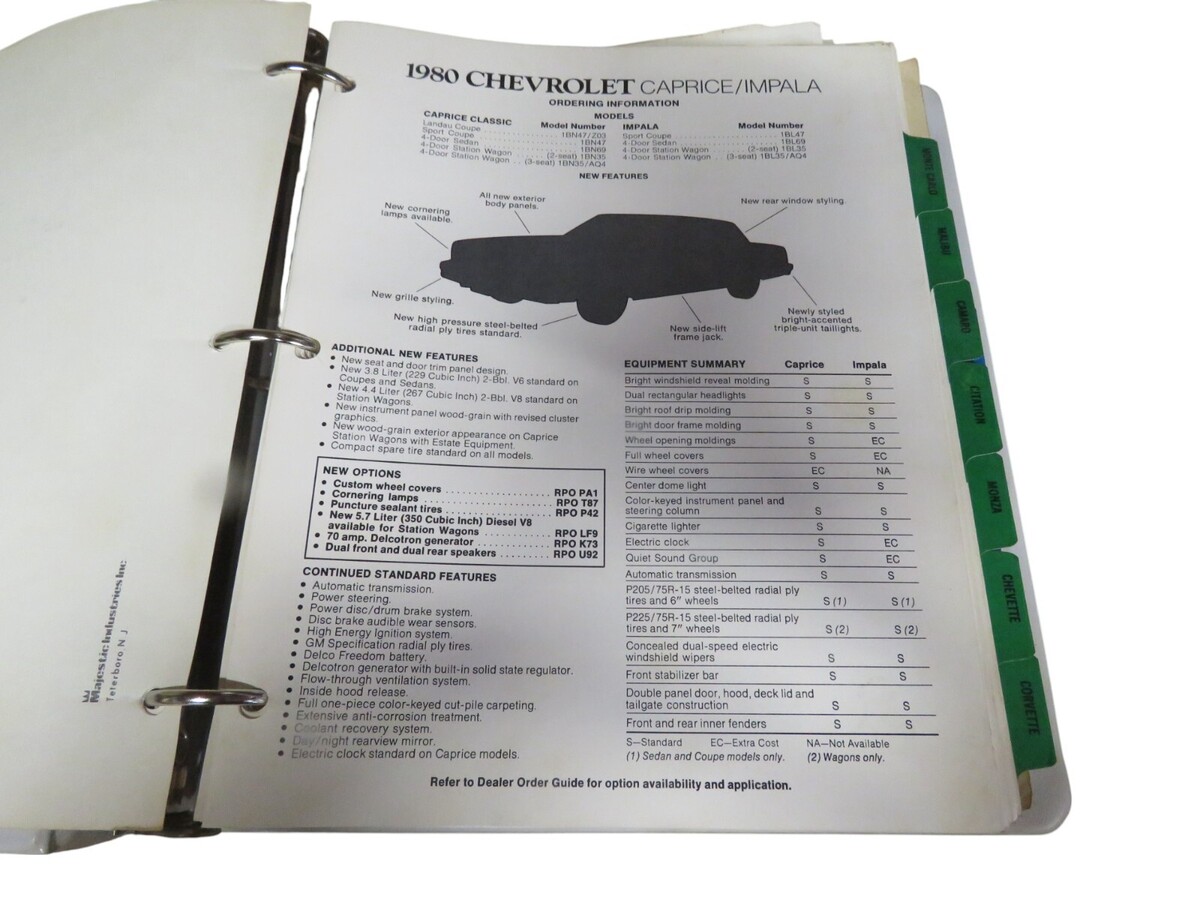 1980 CHEVROLET CAPRICE/IMPALA
ORDERING INFORMATION
MODELS
CAPRICE CLASSIC Model Number
Landau Coupe 1BN47/Z03
Sport Coupe 1BN47
4-Door Sedan 1BN69
4-Door Station Wagon (2-seat) 1BN35
4-Door Station Wagon (3-seat) 1BN35/AQ4
IMPALA Model Number
Sport Coupe 1BL47
4-Door Sedan 1BL69
4-Door Station Wagon (2-seat) 1BL35
4-Door Station Wagon (3-seat) 1BL35/AQ4
NEW FEATURES
New cornering
lamps available.
All new exterior
body panels.
New rear window styling.
New grille styling.
New high pressure steel-belted
radial ply tires standard.
New side-lift
frame jack.
Newly styled
bright-accented
triple-unit taillights.
ADDITIONAL NEW FEATURES
• New seat and door trim panel design.
• New 3.8 Liter (229 Cubic Inch) 2-Bbl. V6 standard on
Coupes and Sedans.
• New 4.4 Liter (267 Cubic Inch) 2-Bbl. V8 standard on
Station Wagons.
• New instrument panel wood-grain with revised cluster
graphics.
• New wood-grain exterior appearance on Caprice
Station Wagons with Estate Equipment.
• Compact spare tire standard on all models.
NEW OPTIONS
• Custom wheel covers RPO PA1
• Cornering lamps RPO T87
• Puncture sealant tires RPO P42
• New 5.7 Liter (350 Cubic Inch) Diesel V8
available for Station Wagons RPO LF9
• 70 amp. Delcotron generator RPO K73
• Dual front and dual rear speakers RPO U92
CONTINUED STANDARD FEATURES
• Automatic transmission.
• Power steering.
• Power disc/drum brake system.
• Disc brake audible wear sensors.
• High Energy Ignition system.
• GM Specification radial ply tires.
• Delco Freedom battery.
• Delcotron generator with built-in solid state regulator.
• Flow-through ventilation system.
• Inside hood release.
• Full one-piece color-keyed cut-pile carpeting.
• Extensive anti-corrosion treatment.
• Coolant recovery system.
• Day/night rearview mirror.
• Electric clock standard on Caprice models.
EQUIPMENT SUMMARY Caprice Impala
Bright windshield reveal molding S S
Dual rectangular headlights S S
Bright roof drip molding S S
Bright door frame molding S S
Wheel opening moldings S EC
Full wheel covers S EC
Wire wheel covers EC NA
Center dome light S S
Color-keyed instrument panel and
steering column S S
Cigarette lighter S S
Electric clock S EC
Quiet Sound Group S EC
Automatic transmission S S
P205/75R-15 steel-belted radial ply
tires and 6" wheels S (1) S (1)
P225/75R-15 steel-belted radial ply
tires and 7" wheels S (2) S (2)
Concealed dual-speed electric
windshield wipers S S
Front stabilizer bar S S
Double panel door, hood, deck lid and
tailgate construction S S
Front and rear inner fenders S S
S—Standard EC—Extra Cost NA—Not Available
(1) Sedan and Coupe models only. (2) Wagons only.
Refer to Dealer Order Guide for option availability and application.
MONTE CARLO
MALIBU
CAMARO
CITATION
MONZA
CHEVETTE
CORVETTE
Majestic Industries Inc
Teterboro N J